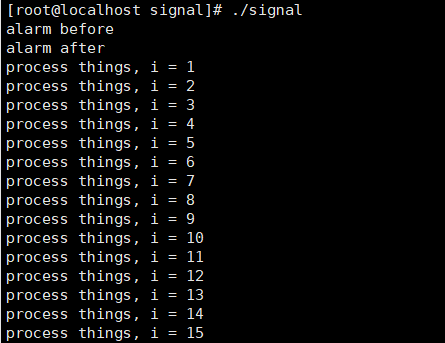 [root@localhost signal]# ./signal
alarm before
alarm after
process things, i = 1
process things, i = 2
process things, i = 3
process things, i = 4
process things, i = 5
process things, i = 6
process things, i = 7
process things, i = 8
process things, i = 9
process things, i = 10
process things, i = 11
process things, i = 12
process things, i = 13
process things, i = 14
process things, i = 15